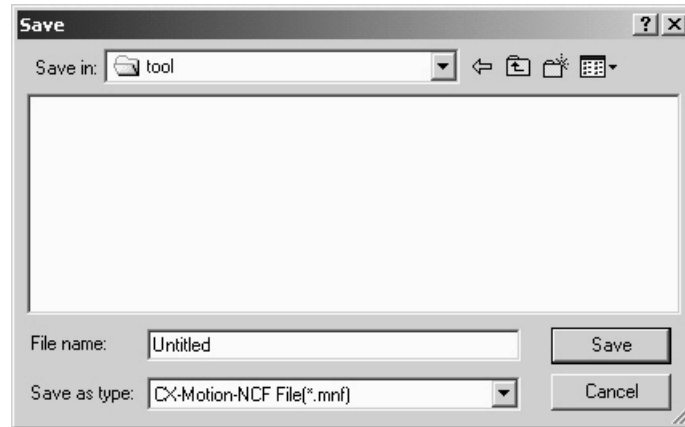 Save
Save in: tool
File name: Untitled Save
Save as type: CX-Motion-NCF File(*.mnf) Cancel